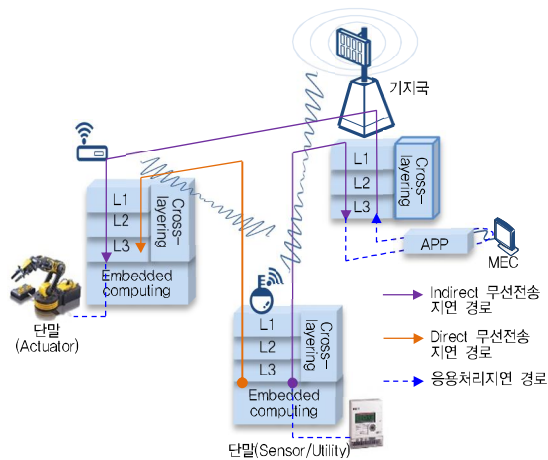 기지국
L1
L2
L3
Cross-
layering
L1
L2
L3
Cross-
layering
Embedded
computing
APP
MEC
단말
(Actuator)
L1
L2
L3
Cross-
layering
Embedded
computing
단말(Sensor/Utility)
Indirect 무선전송
지연 경로
Direct 무선전송
지연 경로
응용처리지연 경로